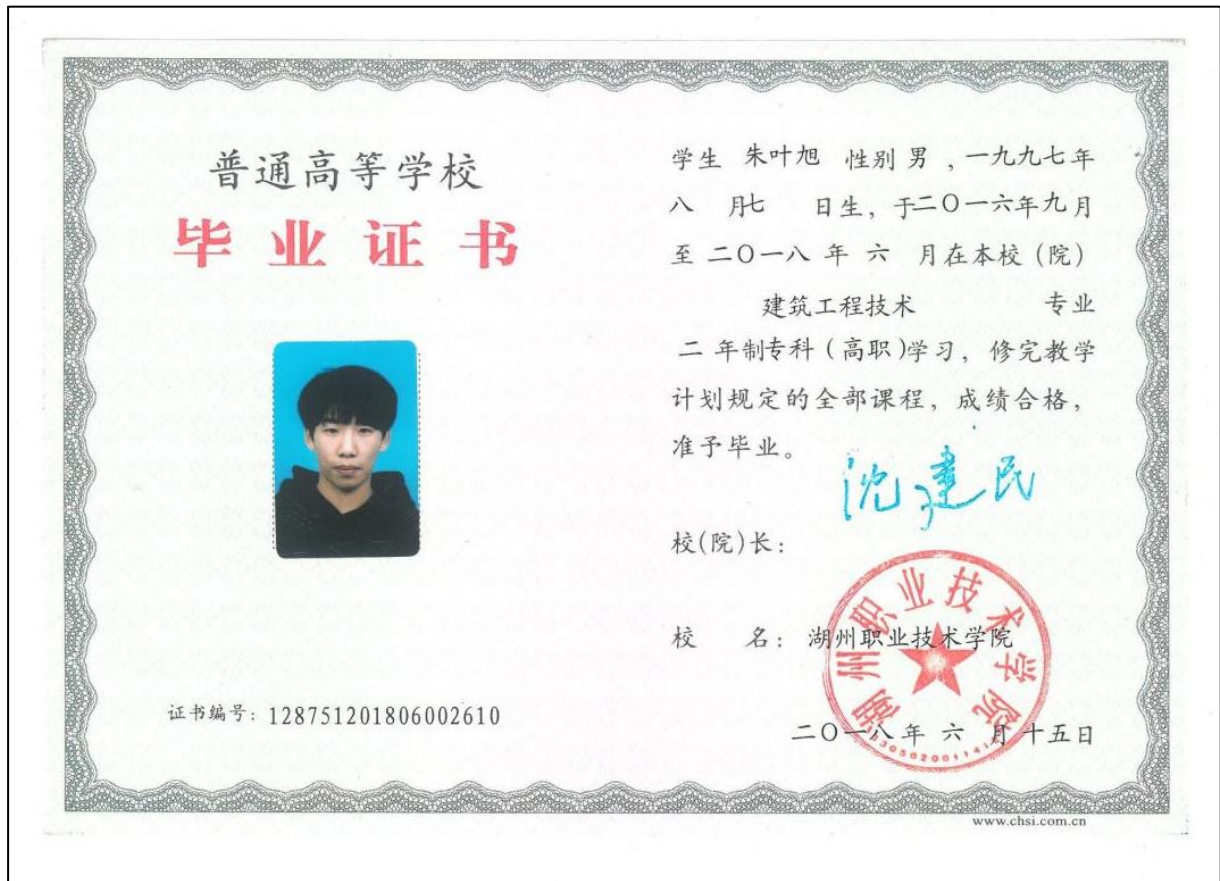 普通高等学校
毕业证书
证书编号：128751201806002610
学生 朱叶旭 性别 男 ，一九九七年
八 月七 日生，于二〇一六年九月
至 二〇一八 年 六 月在本校（院）
建筑工程技术 专业
二 年制专科（高职）学习，修完教学
计划规定的全部课程，成绩合格，
准予毕业。
沈建民
校(院)长：
校 名：湖州职业技术学院
湖州职业技术学院
二〇一八 年 六 月 十五日
www.chsi.com.cn